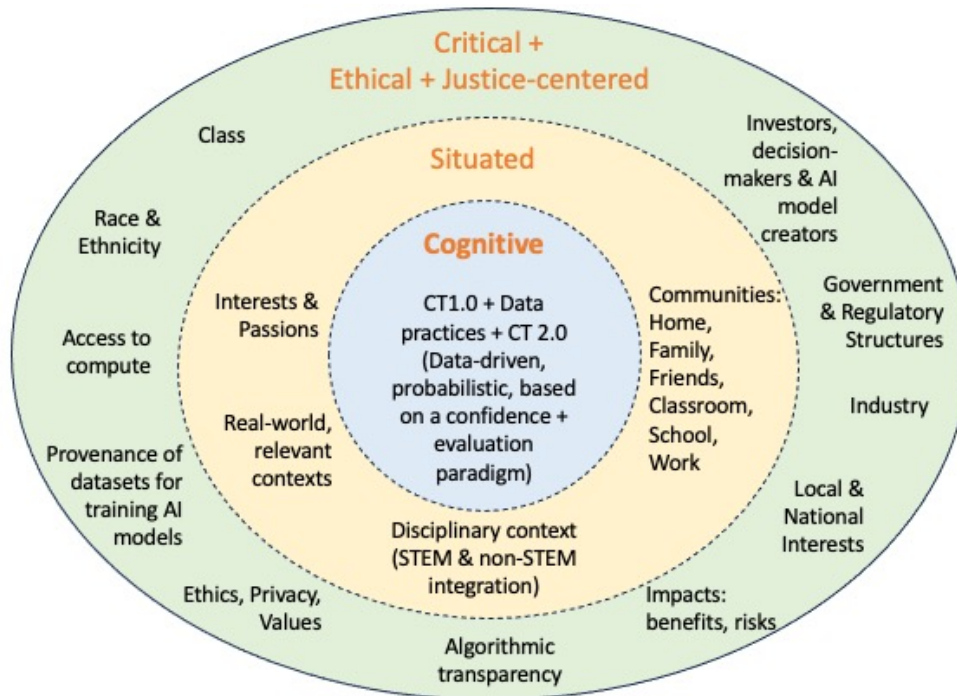 Critical +
Ethical + Justice-centered
Class
Race &
Ethnicity
Access to
compute
Provenance of
datasets for
training AI
models
Ethics, Privacy,
Values
Algorithmic
transparency
Impacts:
benefits, risks
Local &
National
Interests
Industry
Government
& Regulatory
Structures
Investors,
decision-
makers & AI
model
creators
Situated
Interests &
Passions
Real-world,
relevant
contexts
Disciplinary context
(STEM & non-STEM
integration)
Communities:
Home,
Family,
Friends,
Classroom,
School,
Work
Cognitive
CT1.0 + Data
practices + CT 2.0
(Data-driven,
probabilistic, based
on a confidence +
evaluation
paradigm)